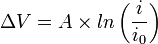 ΔV = A × ln(i/i₀)